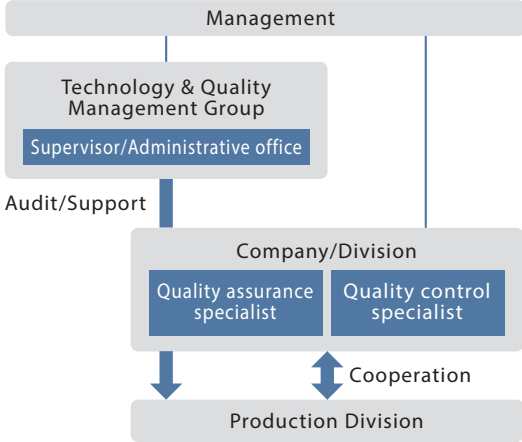 Management
Technology & Quality
Management Group
Supervisor/Administrative office
Audit/Support
Company/Division
Quality assurance
specialist
Quality control
specialist
Cooperation
Production Division